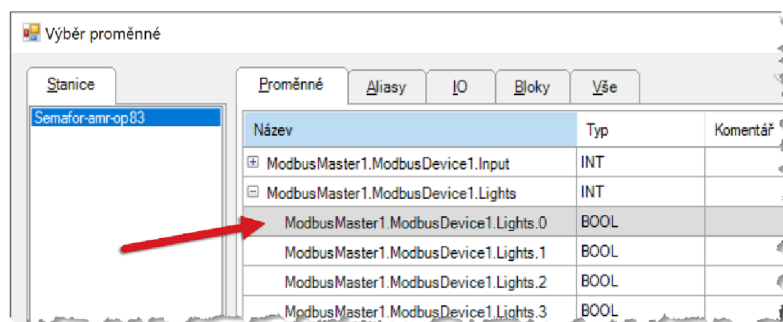 Výběr proměnné
Stanice
Proměnné Aliasy IO Bloky Vše
Semafor-amr-op83
Název Typ Komentář
ModbusMaster1.ModbusDevice1.Input INT
ModbusMaster1.ModbusDevice1.Lights INT
ModbusMaster1.ModbusDevice1.Lights.0 BOOL
ModbusMaster1.ModbusDevice1.Lights.1 BOOL
ModbusMaster1.ModbusDevice1.Lights.2 BOOL
ModbusMaster1.ModbusDevice1.Lights.3 BOOL